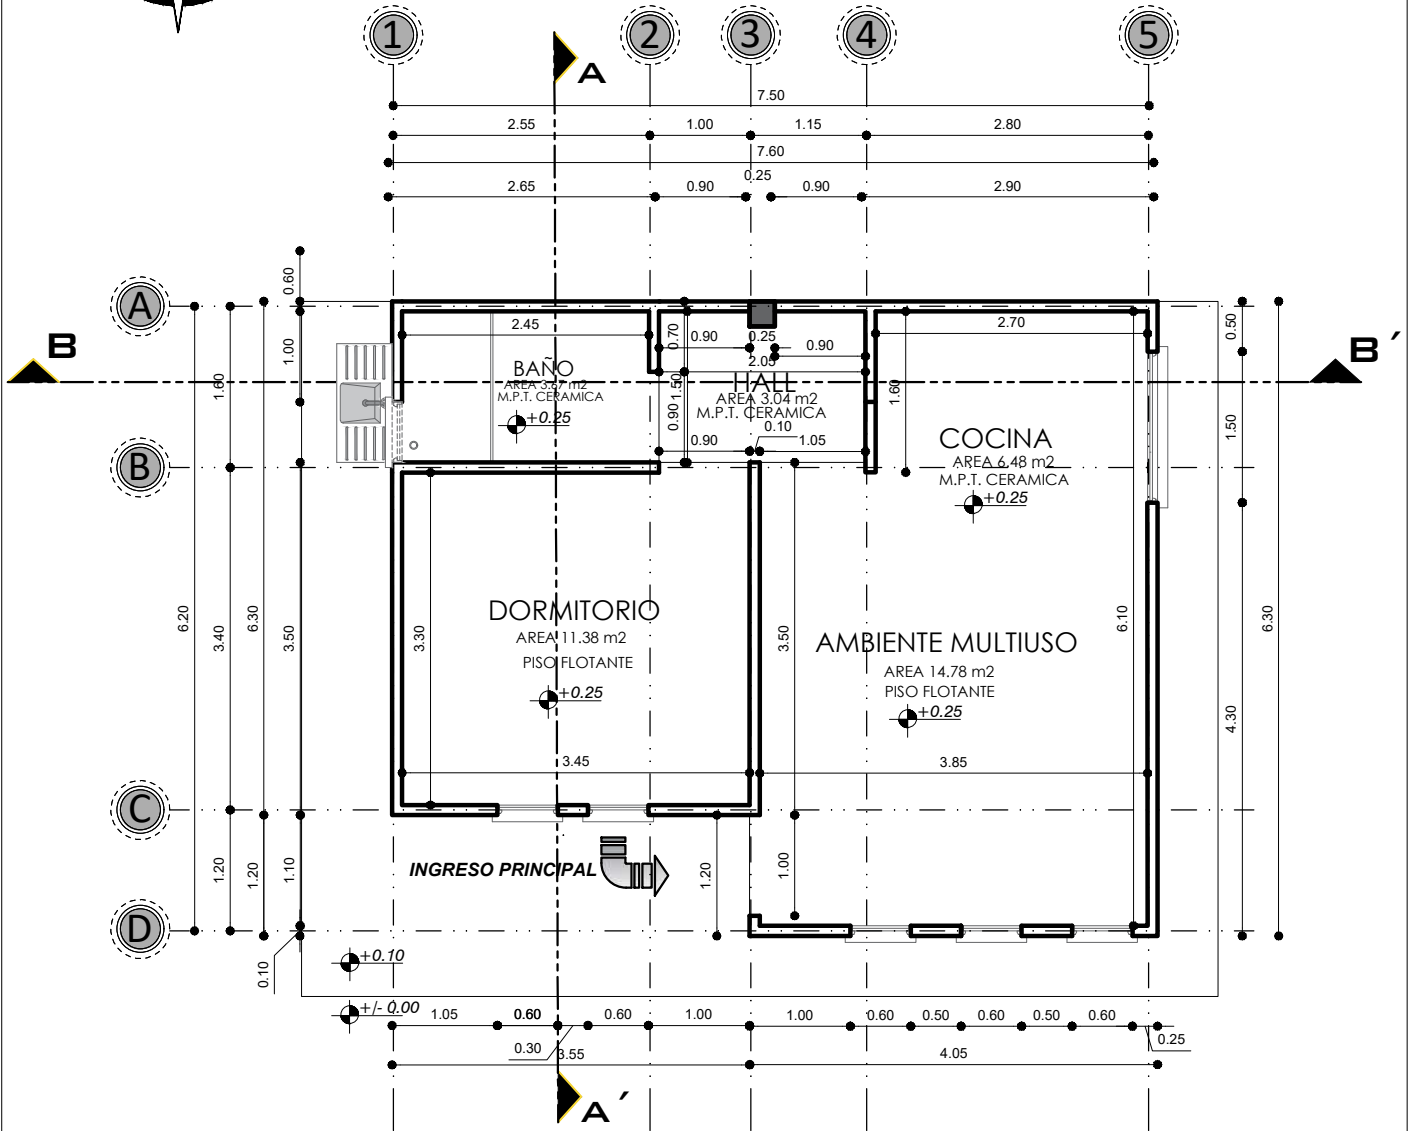 1 2 3 4 5
A
7.50
2.55 1.00 1.15 2.80
7.60
0.25
2.65 0.90 0.90 2.90
0.60
A
B
B
B´
C
D
1.00
1.60
6.20
3.40
6.30
3.50
1.20
1.20
1.10
0.10
2.45
BAÑO
AREA 3.67 m2
M.P.T. CERAMICA
+0.25
0.70
0.90
0.25
0.90
2.05
1.50
0.90
HALL
AREA 3.04 m2
M.P.T. CERAMICA
0.10
0.90
1.05
2.70
1.60
COCINA
AREA 6.48 m2
M.P.T. CERAMICA
+0.25
0.50
1.50
4.30
6.30
6.10
DORMITORIO
AREA 11.38 m2
PISO FLOTANTE
+0.25
3.30
3.45
3.50
AMBIENTE MULTIUSO
AREA 14.78 m2
PISO FLOTANTE
+0.25
3.85
1.00
1.20
INGRESO PRINCIPAL
+0.10
+/- 0.00
1.05 0.60 0.60 1.00 1.00 0.60 0.50 0.60 0.50 0.60
0.30
0.25
3.55
4.05
A´